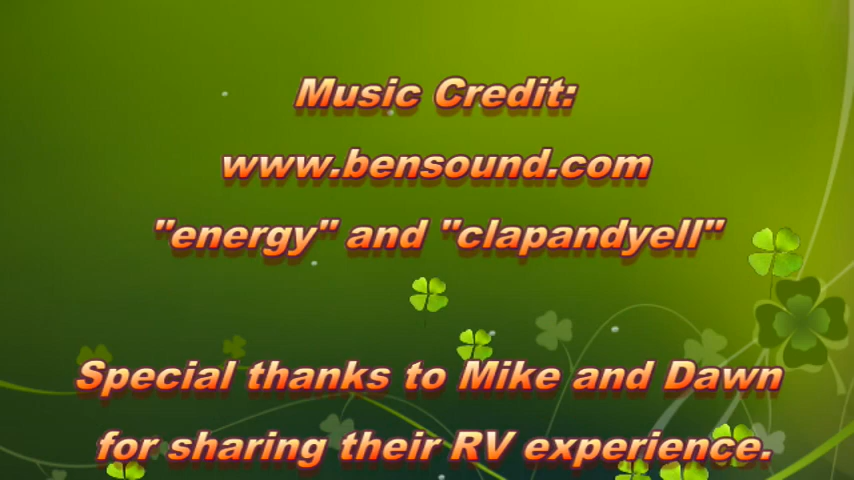 Music Credit:
www.bensound.com
"energy" and "clapandyell"
Special thanks to Mike and Dawn
for sharing their RV experience.